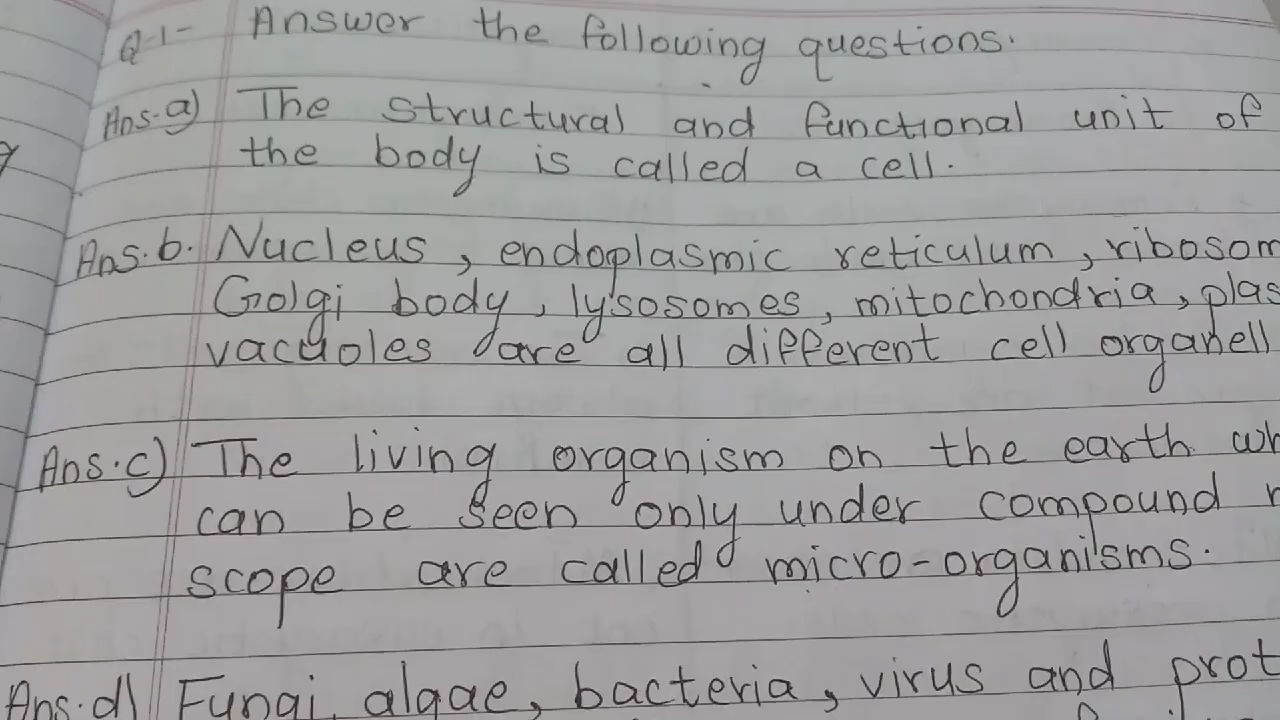 Q-1- Answer the following questions.
Ans.a) The structural and functional unit of
the body is called a cell.
Ans.b. Nucleus, endoplasmic reticulum, ribosom
Golgi body, lysosomes, mitochondria, plas
vacuoles are all different cell organell
Ans.c) The living organism on the earth wh
can be seen only under compound
scope are called micro-organisms.
Ans.d) Fungi, algae, bacteria, virus and prot